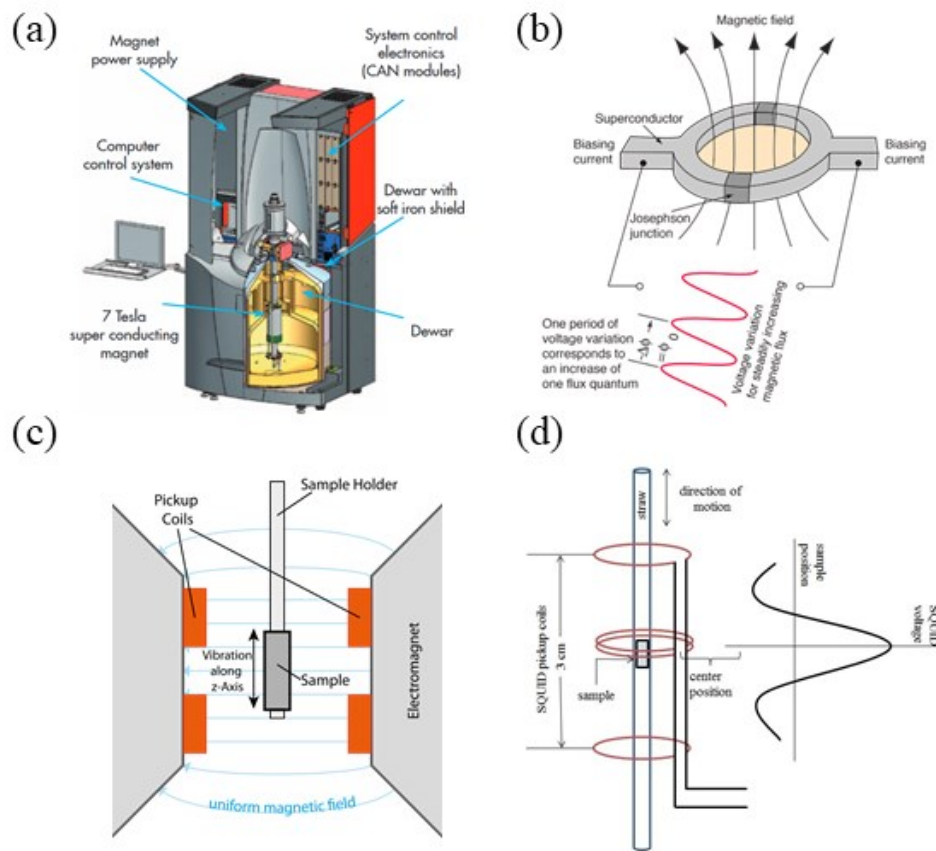 (a)
Magnet
power supply
System control
electronics
(CAN modules)
Computer
control system
Dewar with
soft iron shield
7 Tesla
super conducting
magnet
Dewar
(b)
Magnetic field
Superconductor
Biasing
current
Biasing
current
Josephson
junction
One period of
voltage variation
corresponds to
an increase of
one flux quantum
-Δϕ
= ϕ0
Voltage variation
for steadily increasing
magnetic flux
(c)
Sample Holder
Pickup
Coils
Vibration
along
z-Axis
Sample
Electromagnet
uniform magnetic field
(d)
straw
direction of
motion
SQUID pickup coils
3 cm
sample
center
position
sample
position
SQUID
voltage